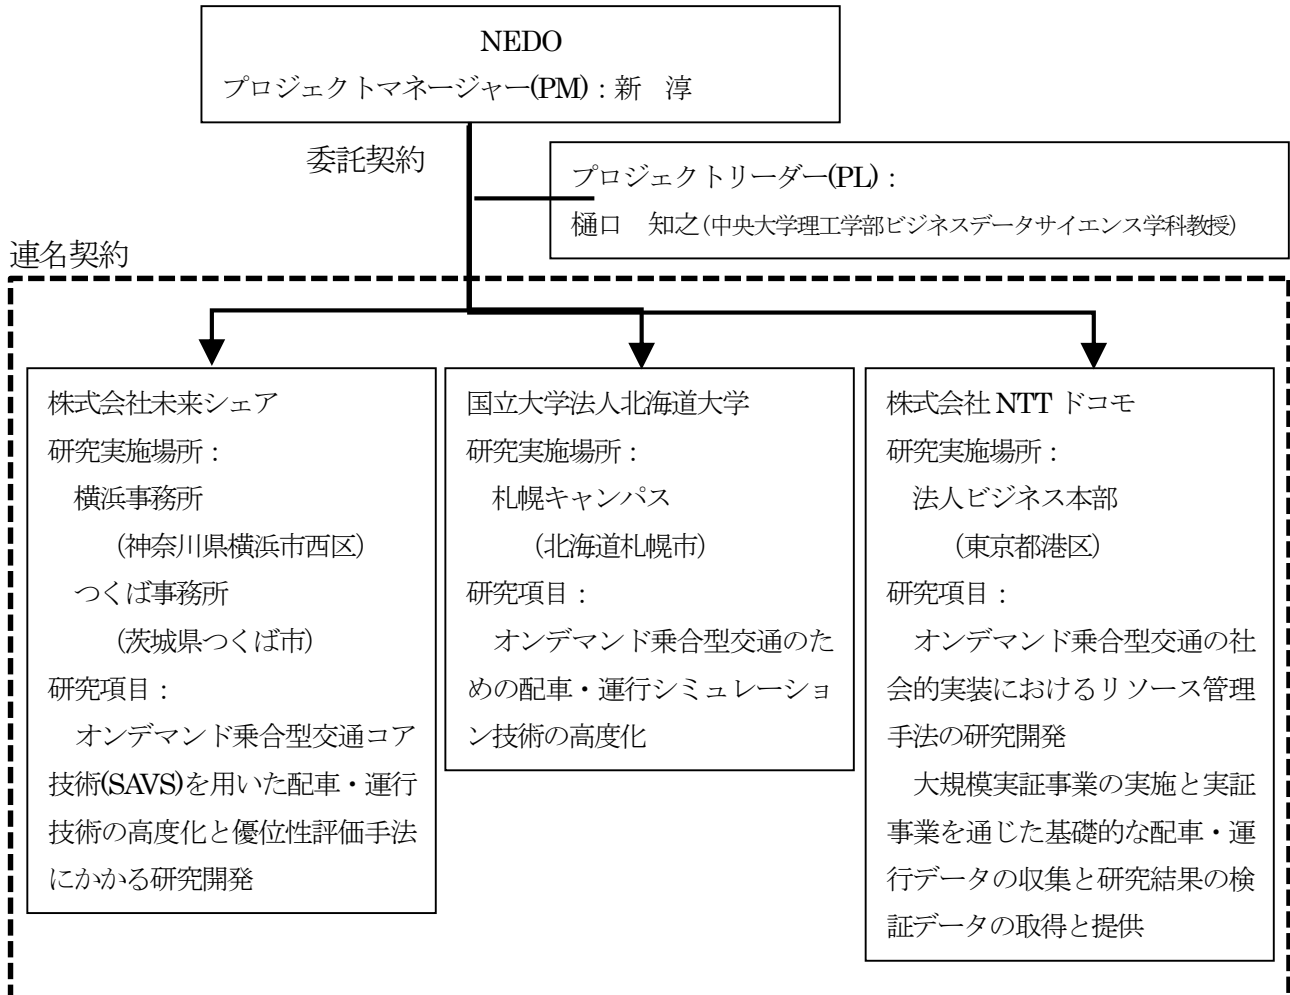 NEDO
プロジェクトマネージャー(PM)：新　淳
委託契約
プロジェクトリーダー(PL)：
樋口　知之(中央大学理工学部ビジネスデータサイエンス学科教授)
連名契約
株式会社未来シェア
研究実施場所：
横浜事務所
（神奈川県横浜市西区）
つくば事務所
（茨城県つくば市）
研究項目：
オンデマンド乗合型交通コア
技術(SAVS)を用いた配車・運行
技術の高度化と優位性評価手法
にかかる研究開発
国立大学法人北海道大学
研究実施場所：
札幌キャンパス
（北海道札幌市）
研究項目：
オンデマンド乗合型交通のた
めの配車・運行シミュレーショ
ン技術の高度化
株式会社 NTT ドコモ
研究実施場所：
法人ビジネス本部
（東京都港区）
研究項目：
オンデマンド乗合型交通の社
会的実装におけるリソース管理
手法の研究開発
大規模実証事業の実施と実証
事業を通じた基礎的な配車・運
行データの収集と研究結果の検
証データの取得と提供